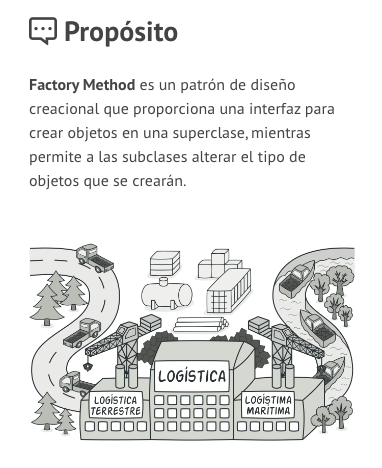 Propósito
Factory Method es un patrón de diseño
creacional que proporciona una interfaz para
crear objetos en una superclase, mientras
permite a las subclases alterar el tipo de
objetos que se crearán.
LOGÍSTICA
LOGÍSTICA
TERRESTRE
LOGÍSTIMA
MARÍTIMA